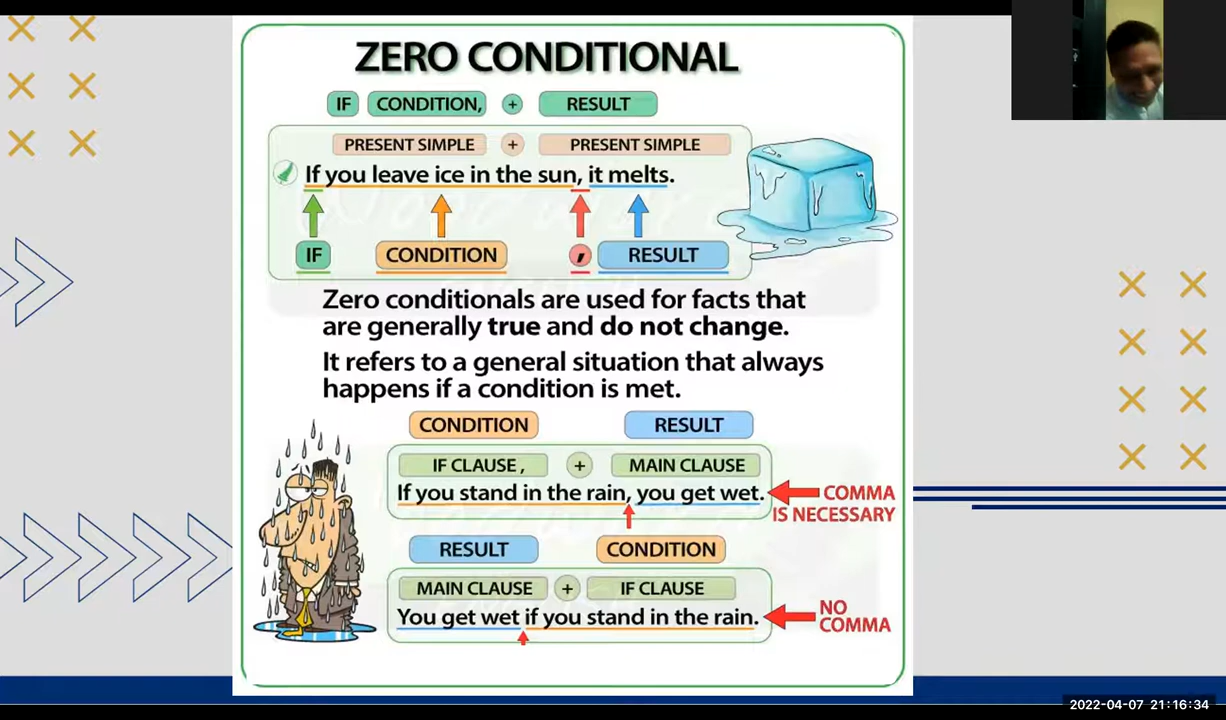 ZERO CONDITIONAL
IF CONDITION, + RESULT
PRESENT SIMPLE + PRESENT SIMPLE
If you leave ice in the sun, it melts.
IF CONDITION , RESULT
Zero conditionals are used for facts that
are generally true and do not change.
It refers to a general situation that always
happens if a condition is met.
CONDITION RESULT
IF CLAUSE , + MAIN CLAUSE
If you stand in the rain, you get wet.
COMMA
IS NECESSARY
RESULT CONDITION
MAIN CLAUSE + IF CLAUSE
You get wet if you stand in the rain.
NO
COMMA
2022-04-07 21:16:34